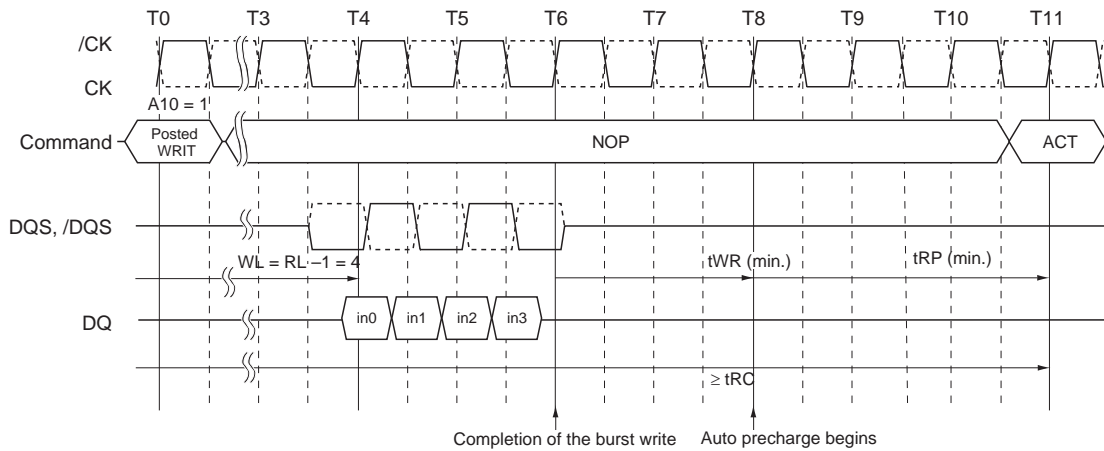 T0 T3 T4 T5 T6 T7 T8 T9 T10 T11
/CK
CK
A10 = 1
Command Posted WRIT NOP ACT
DQS, /DQS
WL = RL –1 = 4 tWR (min.) tRP (min.)
DQ in0 in1 in2 in3
≥ tRC
Completion of the burst write Auto precharge begins